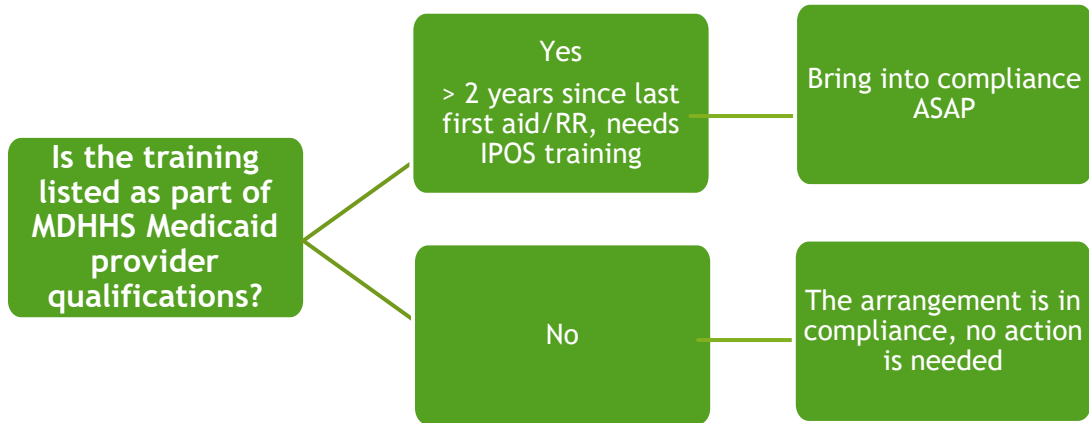 Is the training
listed as part of
MDHHS Medicaid
provider
qualifications?
Yes
> 2 years since last
first aid/RR, needs
IPOS training
Bring into compliance
ASAP
No
The arrangement is in
compliance, no action
is needed